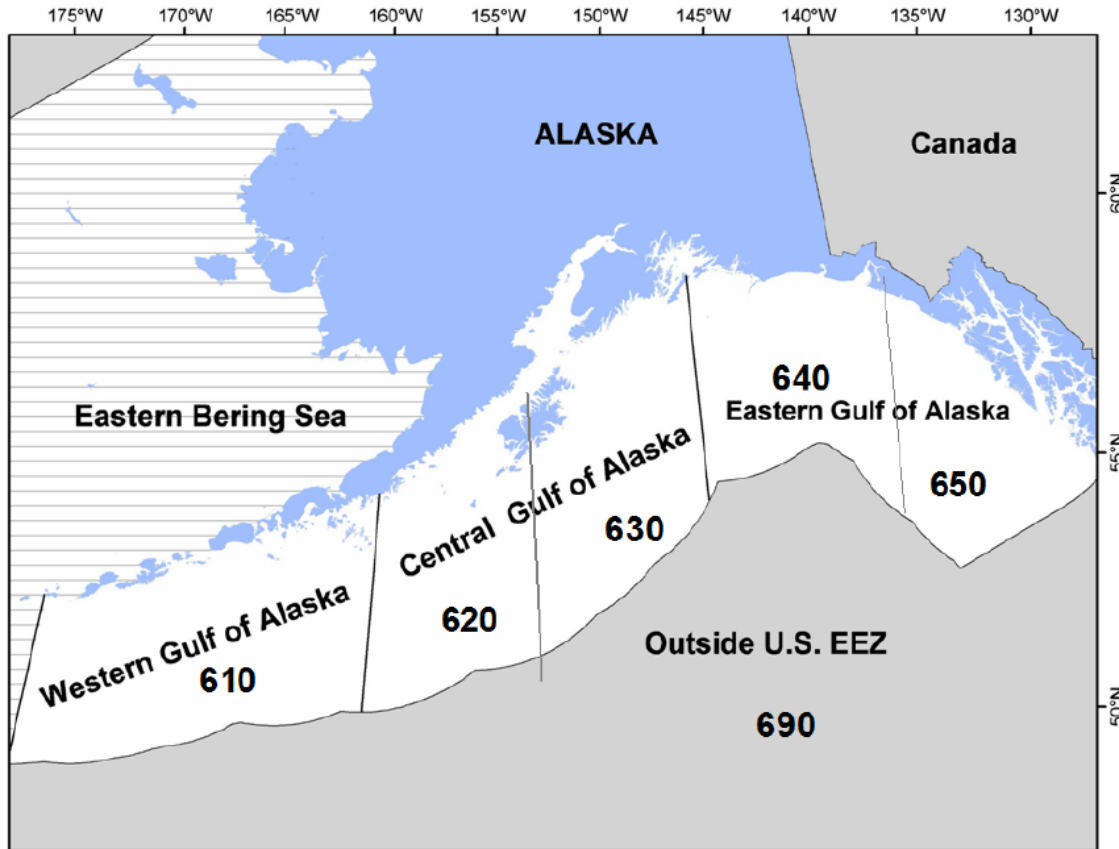 175°W 170°W 165°W 160°W 155°W 150°W 145°W 140°W 135°W 130°W
ALASKA
Canada
60°N
640
Eastern Bering Sea
Eastern Gulf of Alaska
55°N
Central Gulf of Alaska
650
630
620
Western Gulf of Alaska
Outside U.S. EEZ
610
50°N
690